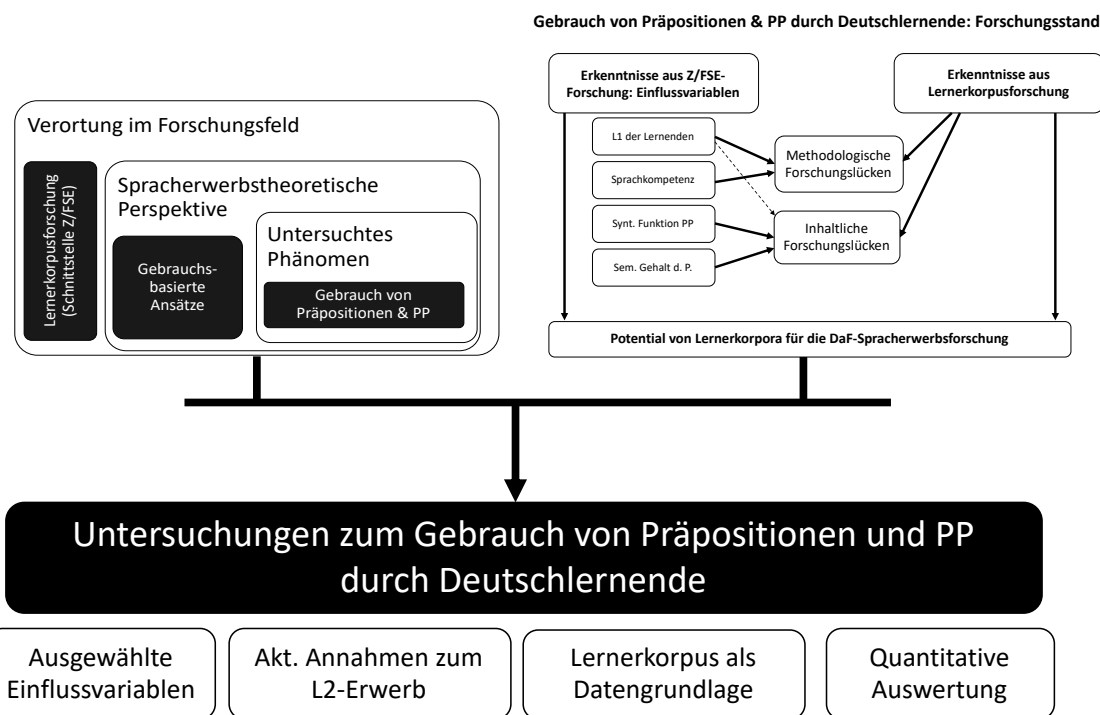 Gebrauch von Präpositionen & PP durch Deutschlernende: Forschungsstand
Verortung im Forschungsfeld
Lernerkorpusforschung
(Schnittstelle Z/FSE)
Spracherwerbstheoretische
Perspektive
Gebrauchs-
basierte
Ansätze
Untersuchtes
Phänomen
Gebrauch von
Präpositionen & PP
Erkenntnisse aus Z/FSE-
Forschung: Einflussvariablen
Erkenntnisse aus
Lernerkorpusforschung
L1 der Lernenden
Sprachkompetenz
Synt. Funktion PP
Sem. Gehalt d. P.
Methodologische
Forschungslücken
Inhaltliche
Forschungslücken
Potential von Lernerkorpora für die DaF-Spracherwerbsforschung
Untersuchungen zum Gebrauch von Präpositionen und PP
durch Deutschlernende
Ausgewählte
Einflussvariablen
Akt. Annahmen zum
L2-Erwerb
Lernerkorpus als
Datengrundlage
Quantitative
Auswertung